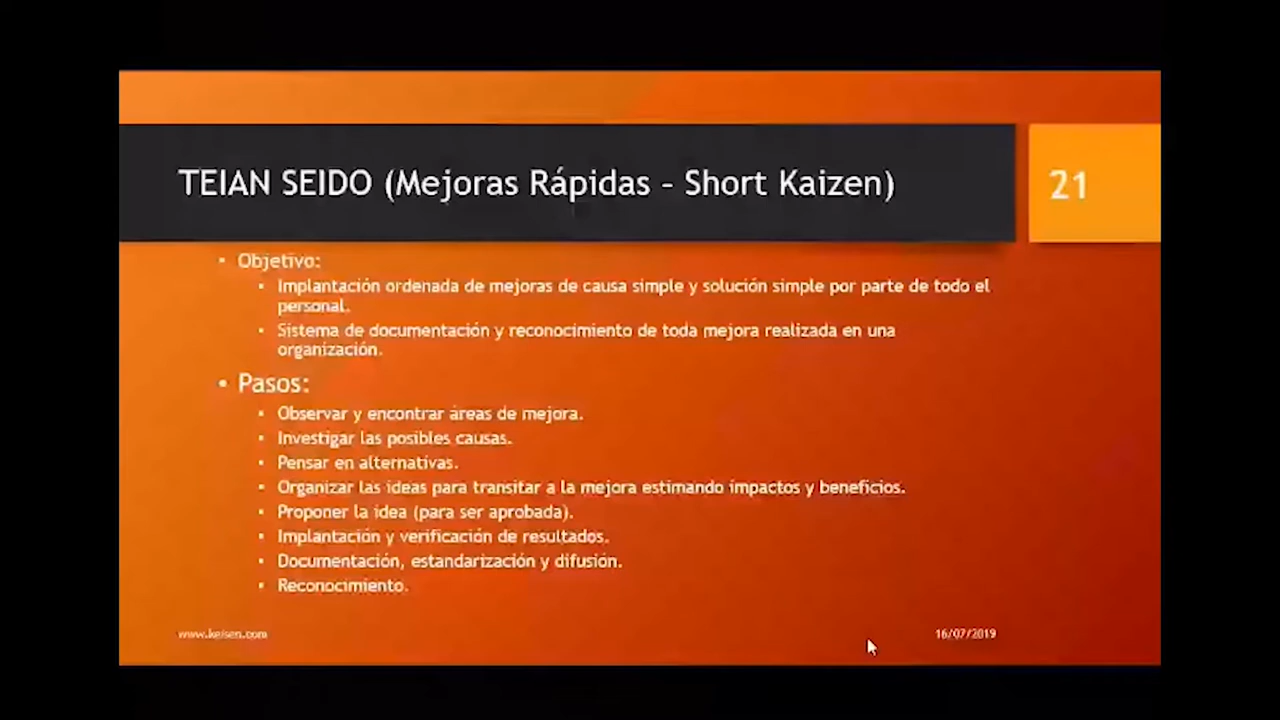 TEIAN SEIDO (Mejoras Rápidas – Short Kaizen)
21
• Objetivo:
• Implantación ordenada de mejoras de causa simple y solución simple por parte de todo el
personal.
• Sistema de documentación y reconocimiento de toda mejora realizada en una
organización.
• Pasos:
• Observar y encontrar áreas de mejora.
• Investigar las posibles causas.
• Pensar en alternativas.
• Organizar las ideas para transitar a la mejora estimando impactos y beneficios.
• Proponer la idea (para ser aprobada).
• Implantación y verificación de resultados.
• Documentación, estandarización y difusión.
• Reconocimiento.
www.keisen.com
16/07/2019